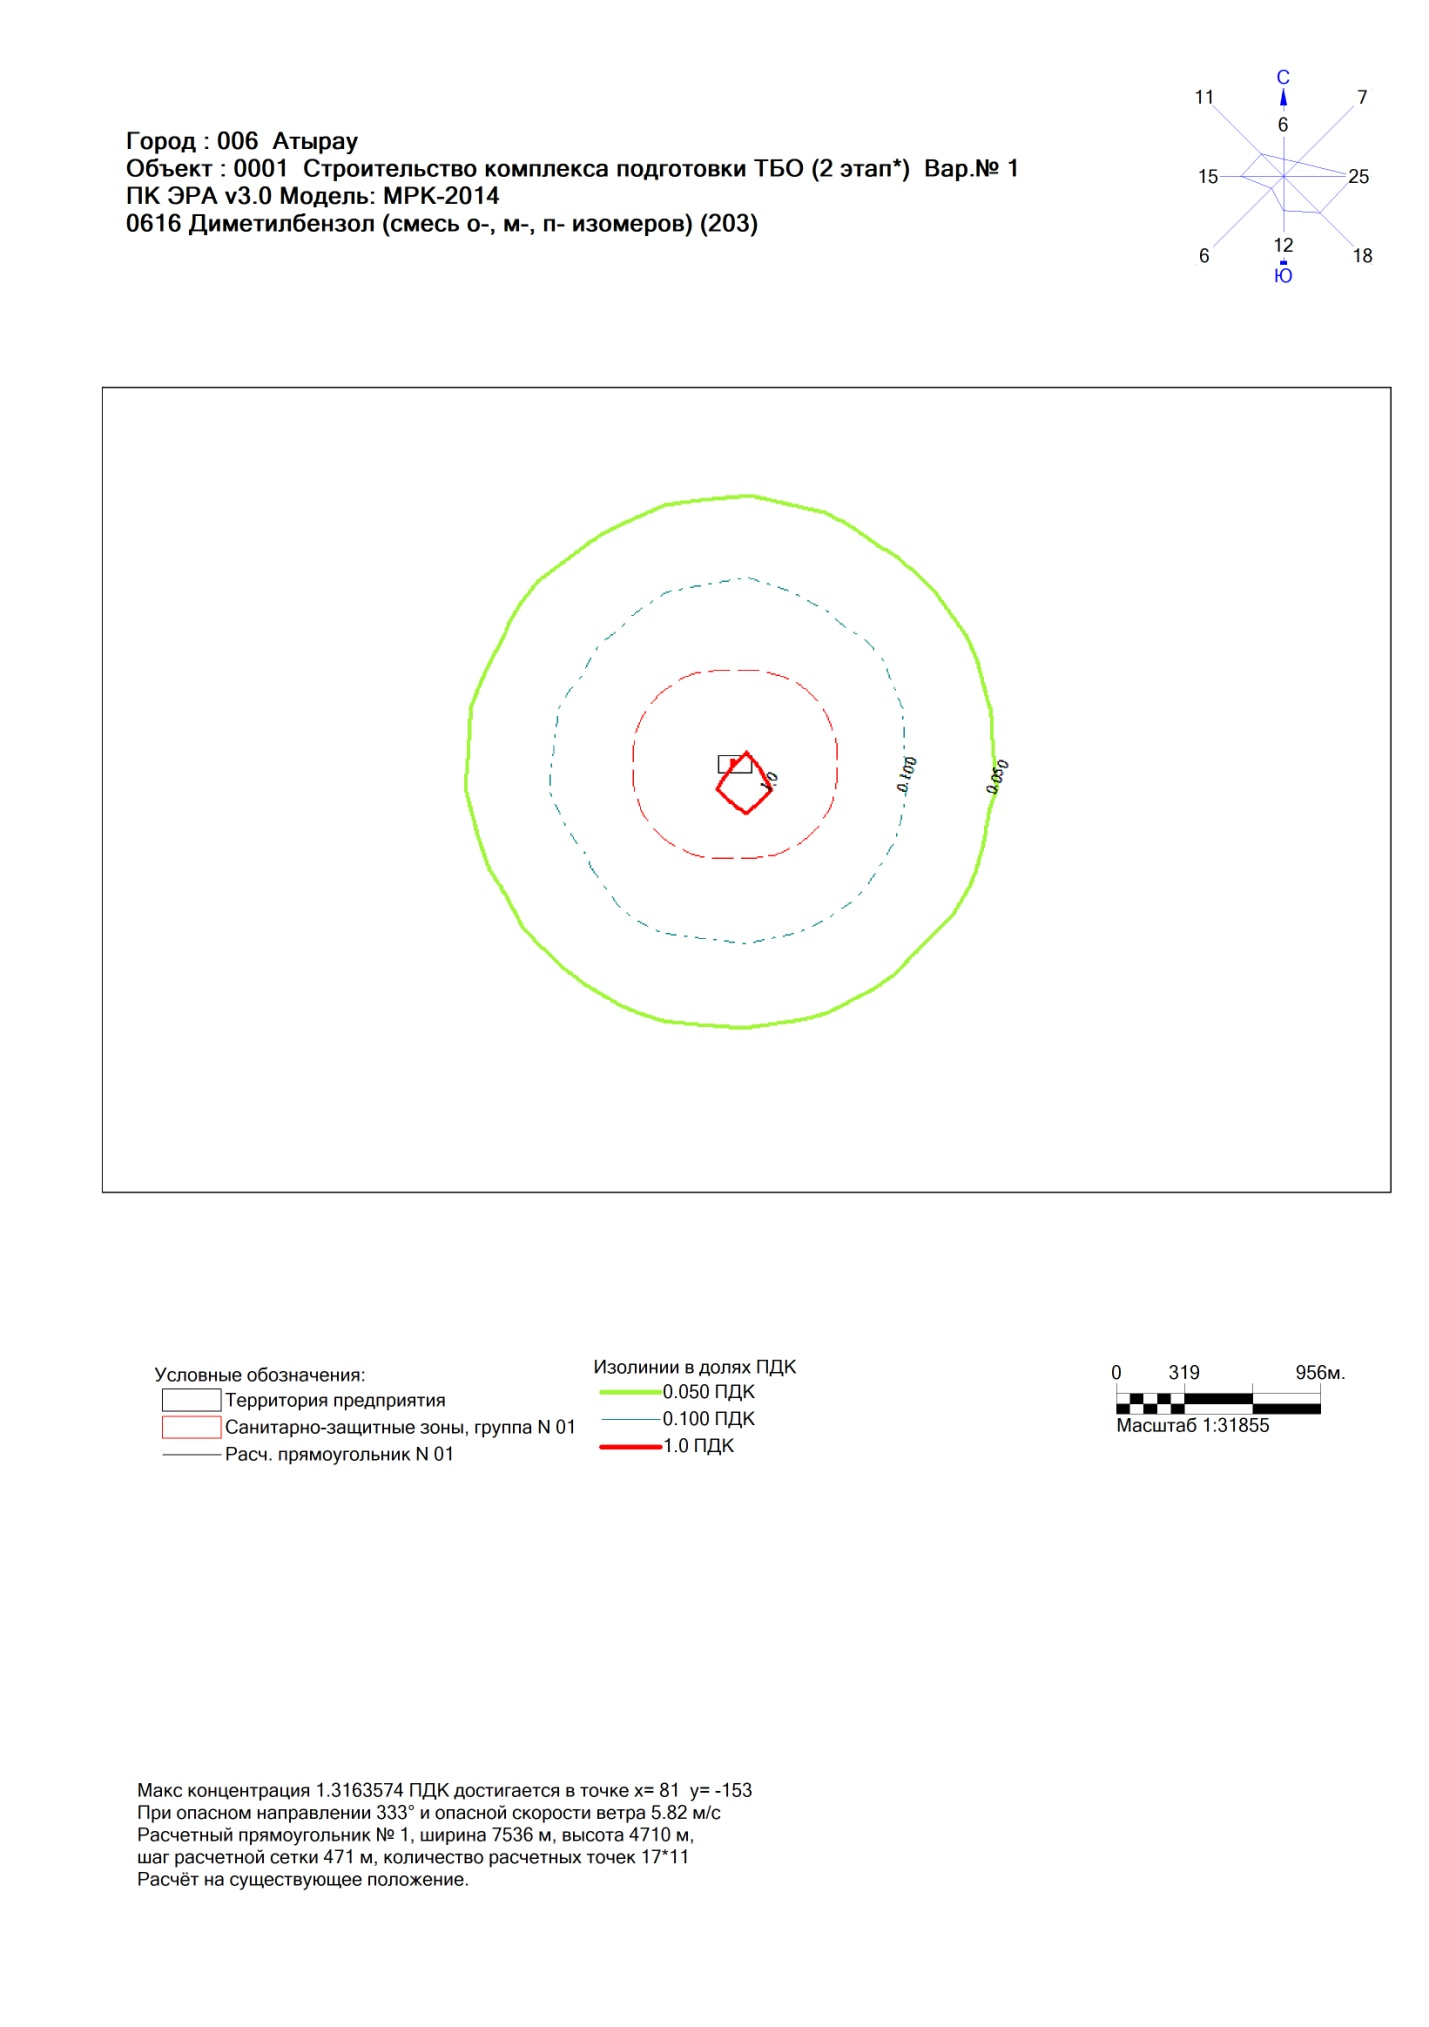 Город : 006 Атырау
Объект : 0001 Строительство комплекса подготовки ТБО (2 этап*) Вар.№ 1
ПК ЭРА v3.0 Модель: МРК-2014
0616 Диметилбензол (смесь о-, м-, п- изомеров) (203)
С
11
7
6
15
25
6
12
18
Ю
1.0
0.100
0.050
Условные обозначения:
Территория предприятия
Санитарно-защитные зоны, группа N 01
Расч. прямоугольник N 01
Изолинии в долях ПДК
0.050 ПДК
0.100 ПДК
1.0 ПДК
0 319 956м.
Масштаб 1:31855
Макс концентрация 1.3163574 ПДК достигается в точке x= 81 y= -153
При опасном направлении 333° и опасной скорости ветра 5.82 м/с
Расчетный прямоугольник № 1, ширина 7536 м, высота 4710 м,
шаг расчетной сетки 471 м, количество расчетных точек 17*11
Расчёт на существующее положение.